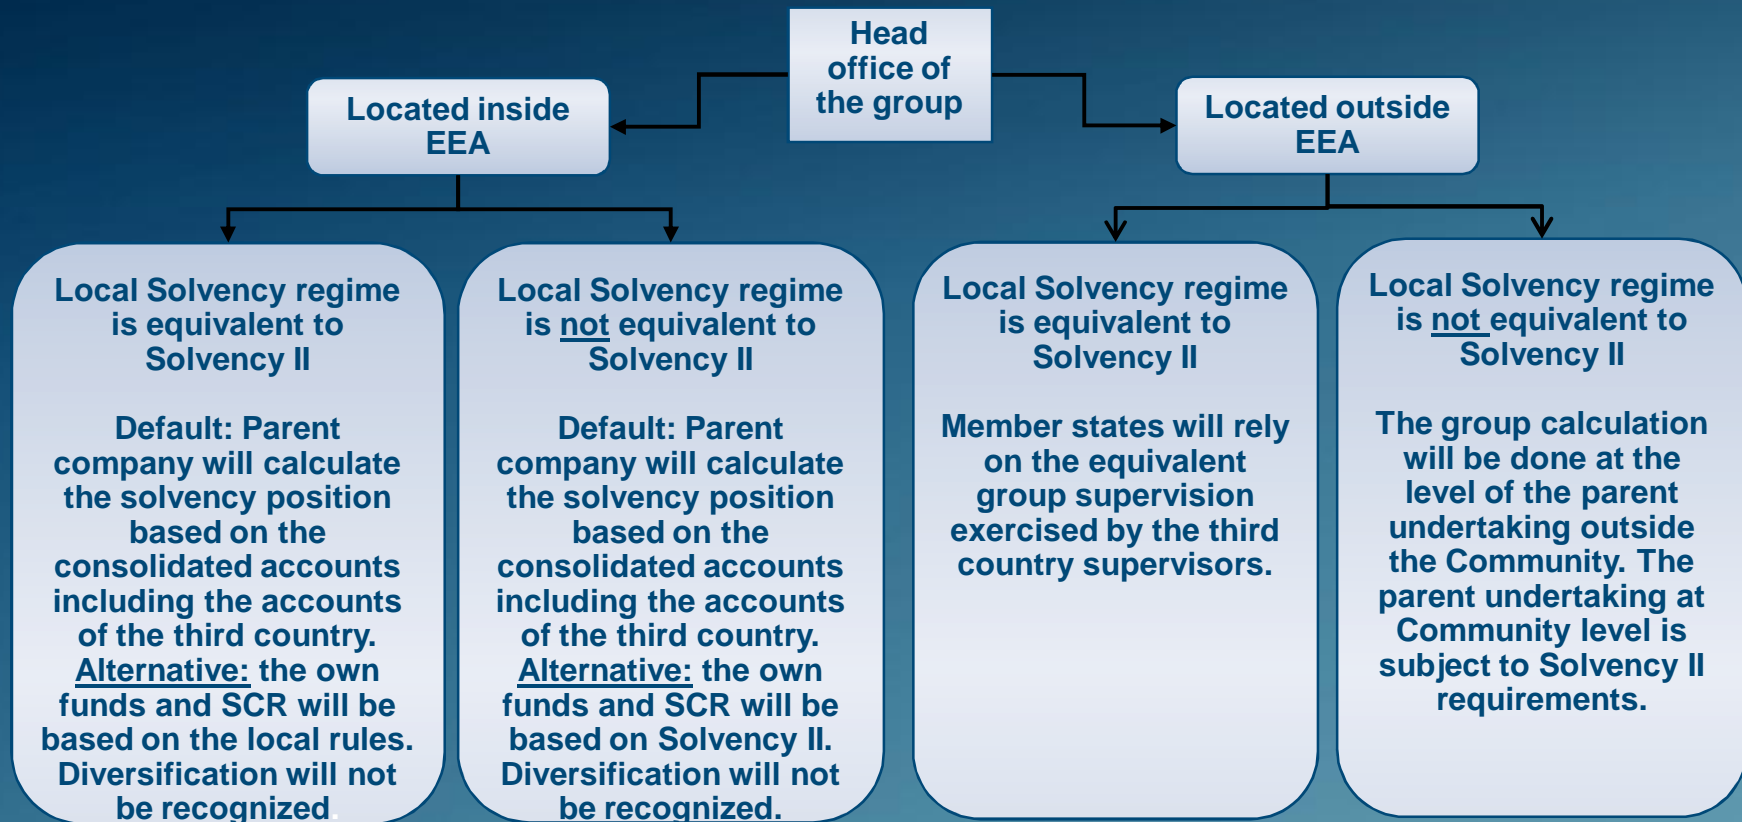 Head
office of
the group
Located inside
EEA
Located outside
EEA
Local Solvency regime
is equivalent to
Solvency II
Default: Parent
company will calculate
the solvency position
based on the
consolidated accounts
including the accounts
of the third country.
Alternative: the own
funds and SCR will be
based on the local rules.
Diversification will not
be recognized.
Local Solvency regime
is not equivalent to
Solvency II
Default: Parent
company will calculate
the solvency position
based on the
consolidated accounts
including the accounts
of the third country.
Alternative: the own
funds and SCR will be
based on Solvency II.
Diversification will not
be recognized.
Local Solvency regime
is equivalent to
Solvency II
Member states will rely
on the equivalent
group supervision
exercised by the third
country supervisors.
Local Solvency regime
is not equivalent to
Solvency II
The group calculation
will be done at the
level of the parent
undertaking outside
the Community. The
parent undertaking at
Community level is
subject to Solvency II
requirements.